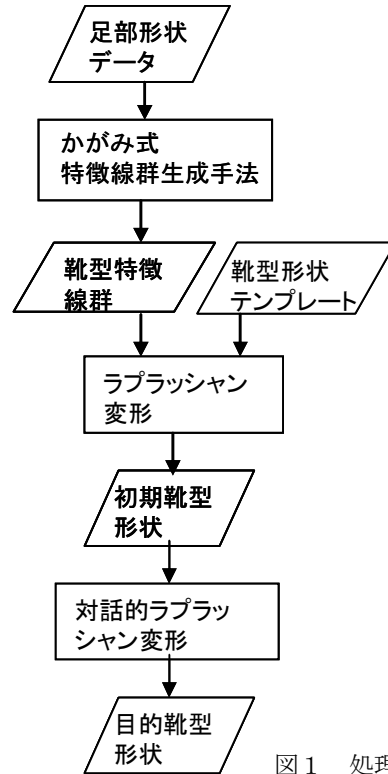 足部形状
データ
かがみ式
特徴線群生成手法
靴型特徴
線群
靴型形状
テンプレート
ラプラッシャン
変形
初期靴型
形状
対話的ラプラッ
シャン変形
目的靴型
形状
図1 処理